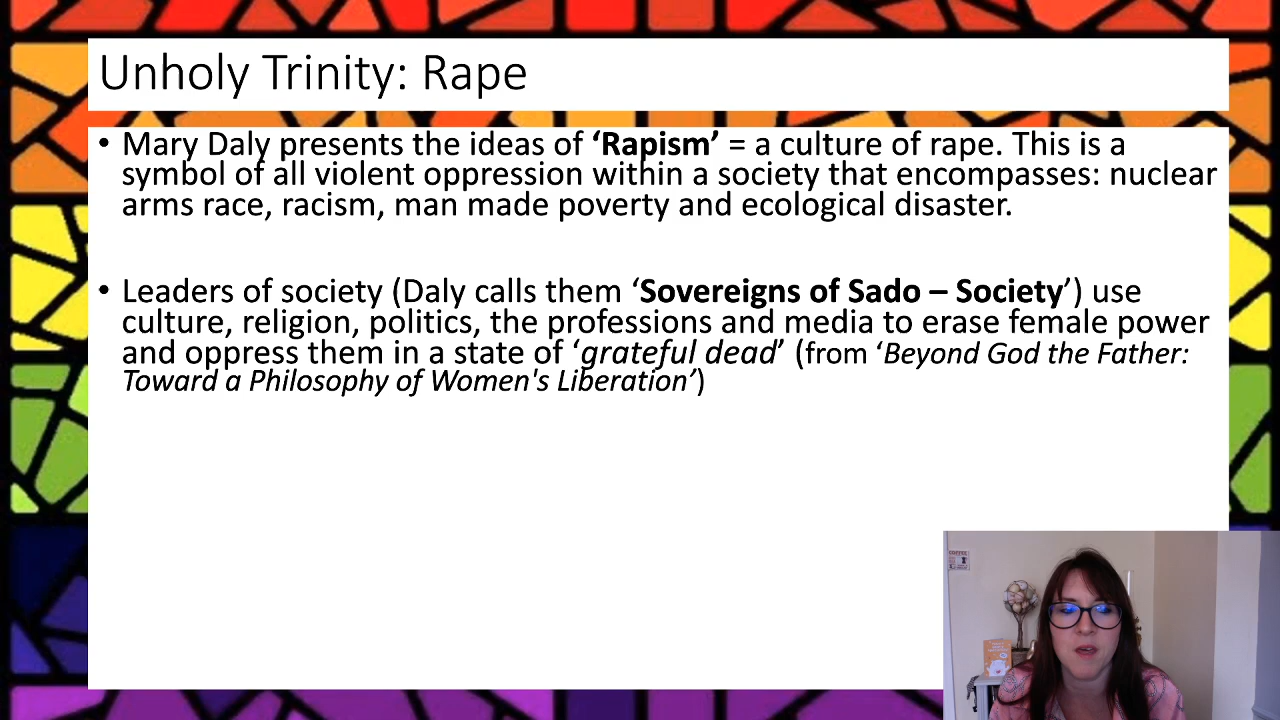 Unholy Trinity: Rape
• Mary Daly presents the ideas of ‘Rapism’ = a culture of rape. This is a
symbol of all violent oppression within a society that encompasses: nuclear
arms race, racism, man made poverty and ecological disaster.
• Leaders of society (Daly calls them ‘Sovereigns of Sado – Society’) use
culture, religion, politics, the professions and media to erase female power
and oppress them in a state of ‘grateful dead’ (from ‘Beyond God the Father:
Toward a Philosophy of Women's Liberation’)